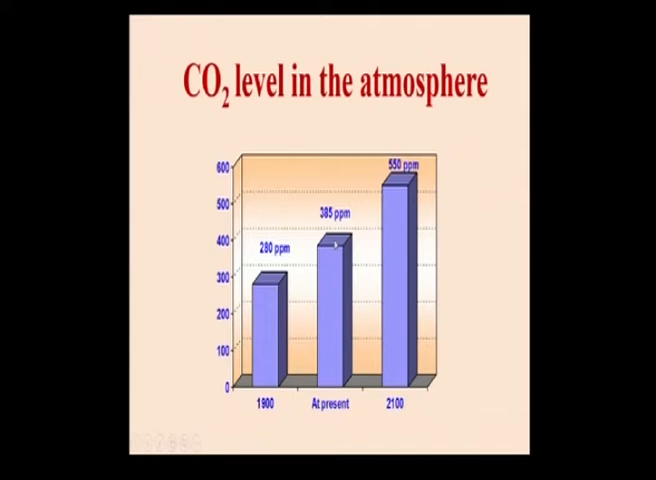 CO₂ level in the atmosphere
600
500
400
300
200
100
0
280 ppm
385 ppm
550 ppm
1900
At present
2100